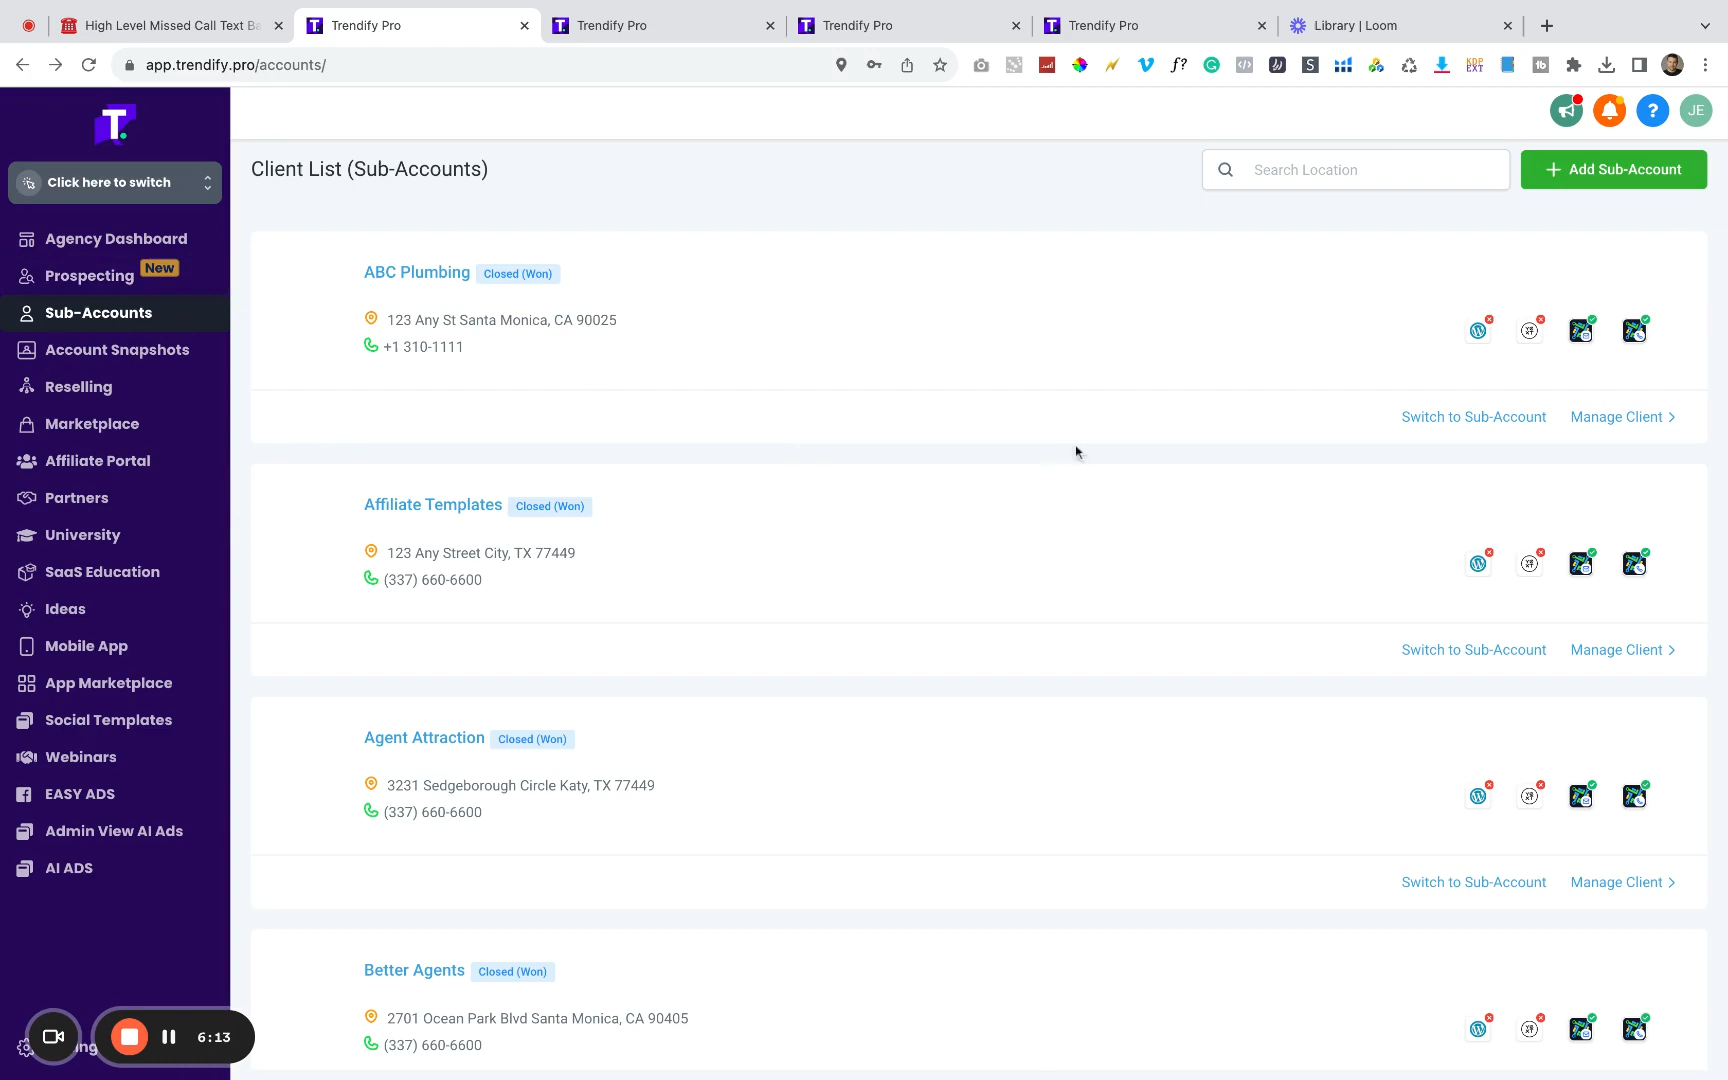 High Level Missed Call Text Ba
Trendify Pro
Trendify Pro
Trendify Pro
Trendify Pro
Library | Loom
app.trendify.pro/accounts/
f?
S
KDP
EXT
tb
T.
JE
Click here to switch
Client List (Sub-Accounts)
Search Location
Add Sub-Account
Agency Dashboard
Prospecting New
Sub-Accounts
Account Snapshots
Reselling
Marketplace
Affiliate Portal
Partners
University
SaaS Education
Ideas
Mobile App
App Marketplace
Social Templates
Webinars
EASY ADS
Admin View AI Ads
AI ADS
6:13
ABC Plumbing Closed (Won)
123 Any St Santa Monica, CA 90025
+1 310-1111
Switch to Sub-Account Manage Client >
Affiliate Templates Closed (Won)
123 Any Street City, TX 77449
(337) 660-6600
Switch to Sub-Account Manage Client >
Agent Attraction Closed (Won)
3231 Sedgeborough Circle Katy, TX 77449
(337) 660-6600
Switch to Sub-Account Manage Client >
Better Agents Closed (Won)
2701 Ocean Park Blvd Santa Monica, CA 90405
(337) 660-6600